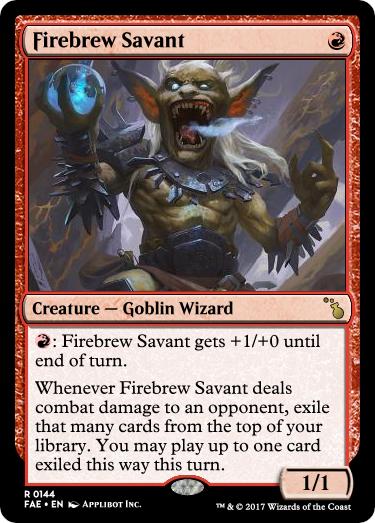 Firebrew Savant
Creature — Goblin Wizard
: Firebrew Savant gets +1/+0 until
end of turn.
Whenever Firebrew Savant deals
combat damage to an opponent, exile
that many cards from the top of your
library. You may play up to one card
exiled this way this turn.
1/1
R 0144
FAE • EN Applibot Inc.
™ & © 2017 Wizards of the Coast